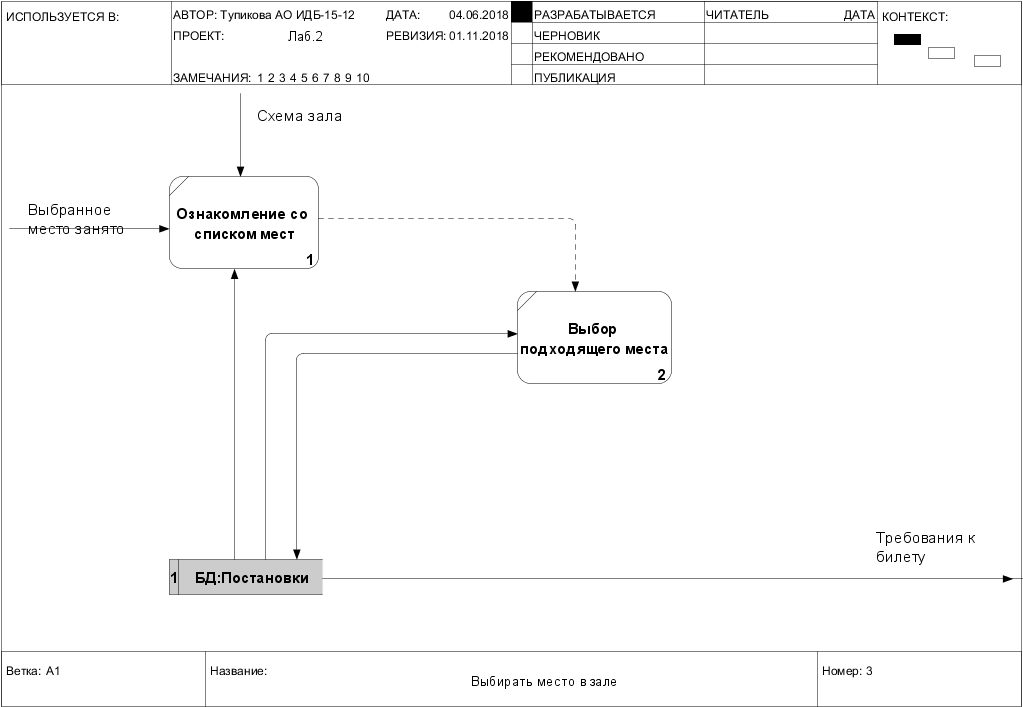 ИСПОЛЬЗУЕТСЯ В:
АВТОР: Тупикова АО ИДБ-15-12
ДАТА: 04.06.2018
ПРОЕКТ: Лаб.2
РЕВИЗИЯ: 01.11.2018
ЗАМЕЧАНИЯ: 1 2 3 4 5 6 7 8 9 10
РАЗРАБАТЫВАЕТСЯ
ЧЕРНОВИК
РЕКОМЕНДОВАНО
ПУБЛИКАЦИЯ
ЧИТАТЕЛЬ ДАТА
КОНТЕКСТ:
Схема зала
Выбранное
место занято
Ознакомление со
списком мест
1
Выбор
подходящего места
2
1 БД:Постановки
Требования к
билету
Ветка: A1
Название:
Выбирать место в зале
Номер: 3